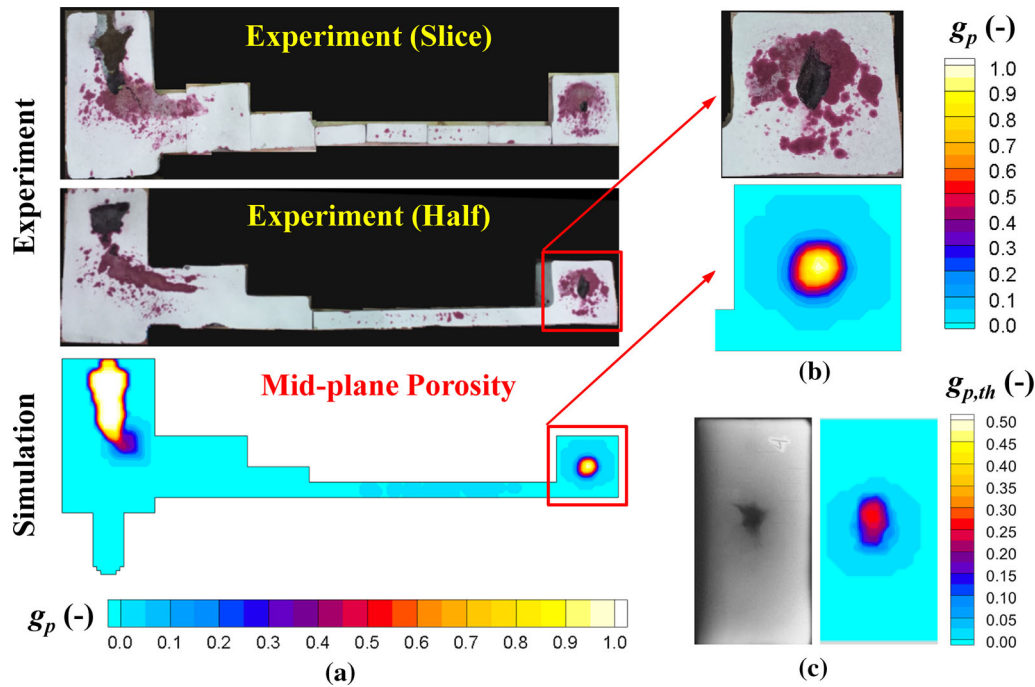 Experiment
Experiment (Slice)
Experiment (Half)
Simulation
Mid-plane Porosity
g_p (-)
0.0 0.1 0.2 0.3 0.4 0.5 0.6 0.7 0.8 0.9 1.0
(a)
g_p (-)
1.0
0.9
0.8
0.7
0.6
0.5
0.4
0.3
0.2
0.1
0.0
(b)
g_p,th (-)
0.50
0.45
0.40
0.35
0.30
0.25
0.20
0.15
0.10
0.05
0.00
(c)